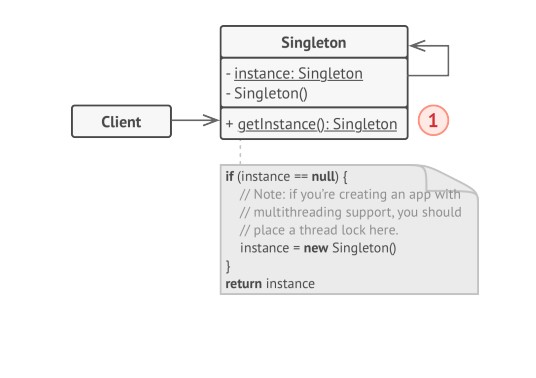 Singleton
- instance: Singleton
- Singleton()
Client
+ getInstance(): Singleton
1
if (instance == null) {
// Note: if you're creating an app with
// multithreading support, you should
// place a thread lock here.
instance = new Singleton()
}
return instance